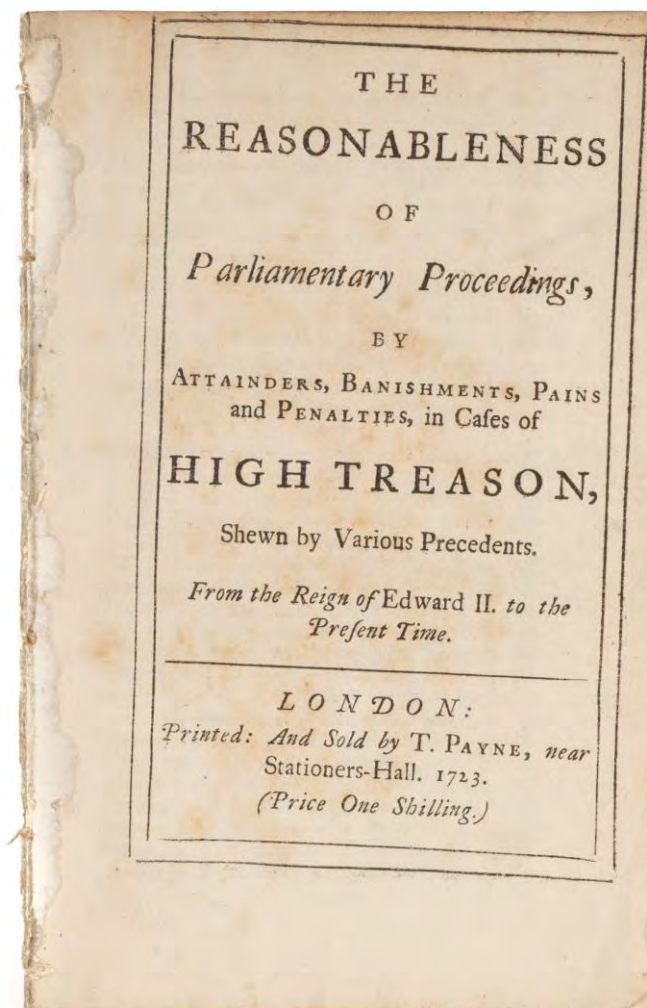 THE
REASONABLENESS
OF
Parliamentary Proceedings,
BY
ATTAINDERS, BANISHMENTS, PAINS
and PENALTIES, in Caſes of
HIGH TREASON,
Shewn by Various Precedents.
From the Reign of Edward II. to the
Preſent Time.
LONDON:
Printed: And Sold by T. PAYNE, near
Stationers-Hall. 1723.
(Price One Shilling.)